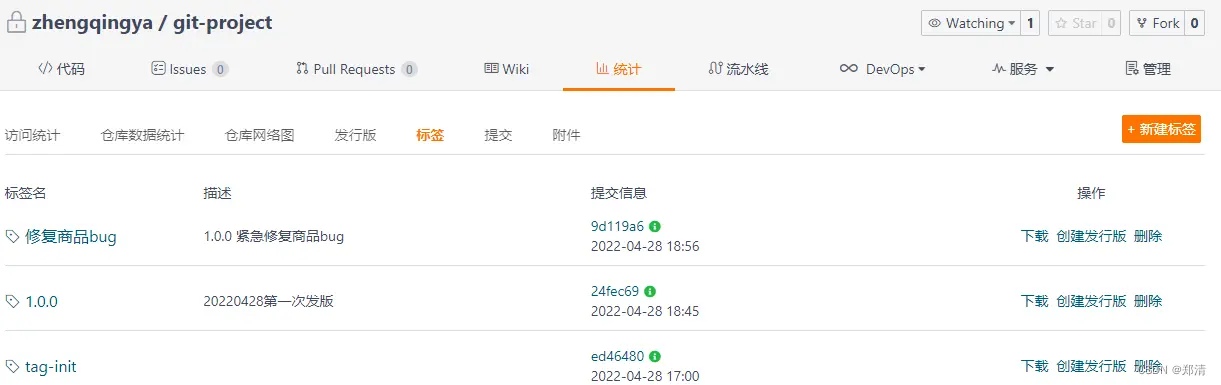 zhengqingya / git-project
Watching 1 Star 0 Fork 0
代码 Issues 0 Pull Requests 0 Wiki 统计 流水线 DevOps 服务 管理
访问统计 仓库数据统计 仓库网络图 发行版 标签 提交 附件 + 新建标签
标签名 描述 提交信息 操作
修复商品bug 1.0.0 紧急修复商品bug 9d119a6 下载 创建发行版 删除
2022-04-28 18:56
1.0.0 20220428第一次发版 24fec69 下载 创建发行版 删除
2022-04-28 18:45
tag-init ed46480 下载 创建发行版 删除
2022-04-28 17:00
CSDN @郑清